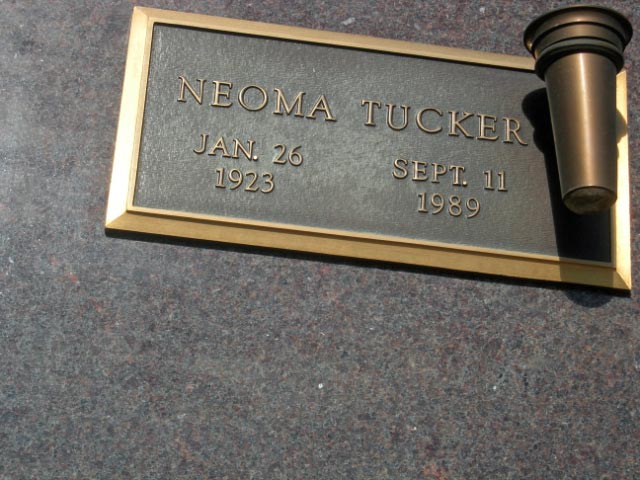 NEOMA TUCKER
JAN. 26 SEPT. 11
1923 1989